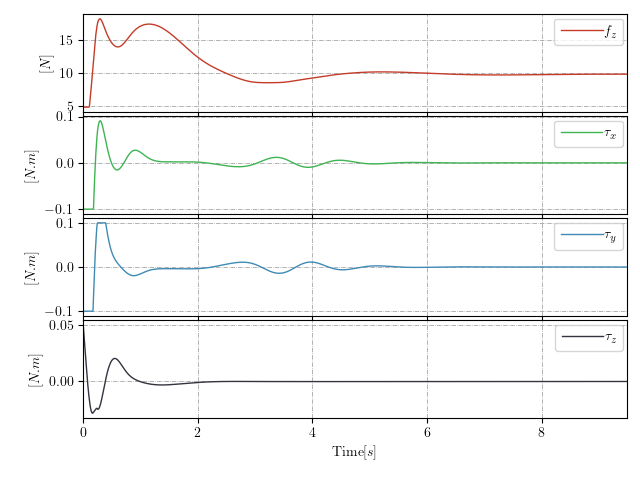 15
10
5
[N]
f_z
0.1
0.0
−0.1
[N.m]
τ_x
0.1
0.0
−0.1
[N.m]
τ_y
0.05
0.00
[N.m]
τ_z
0 2 4 6 8
Time[s]